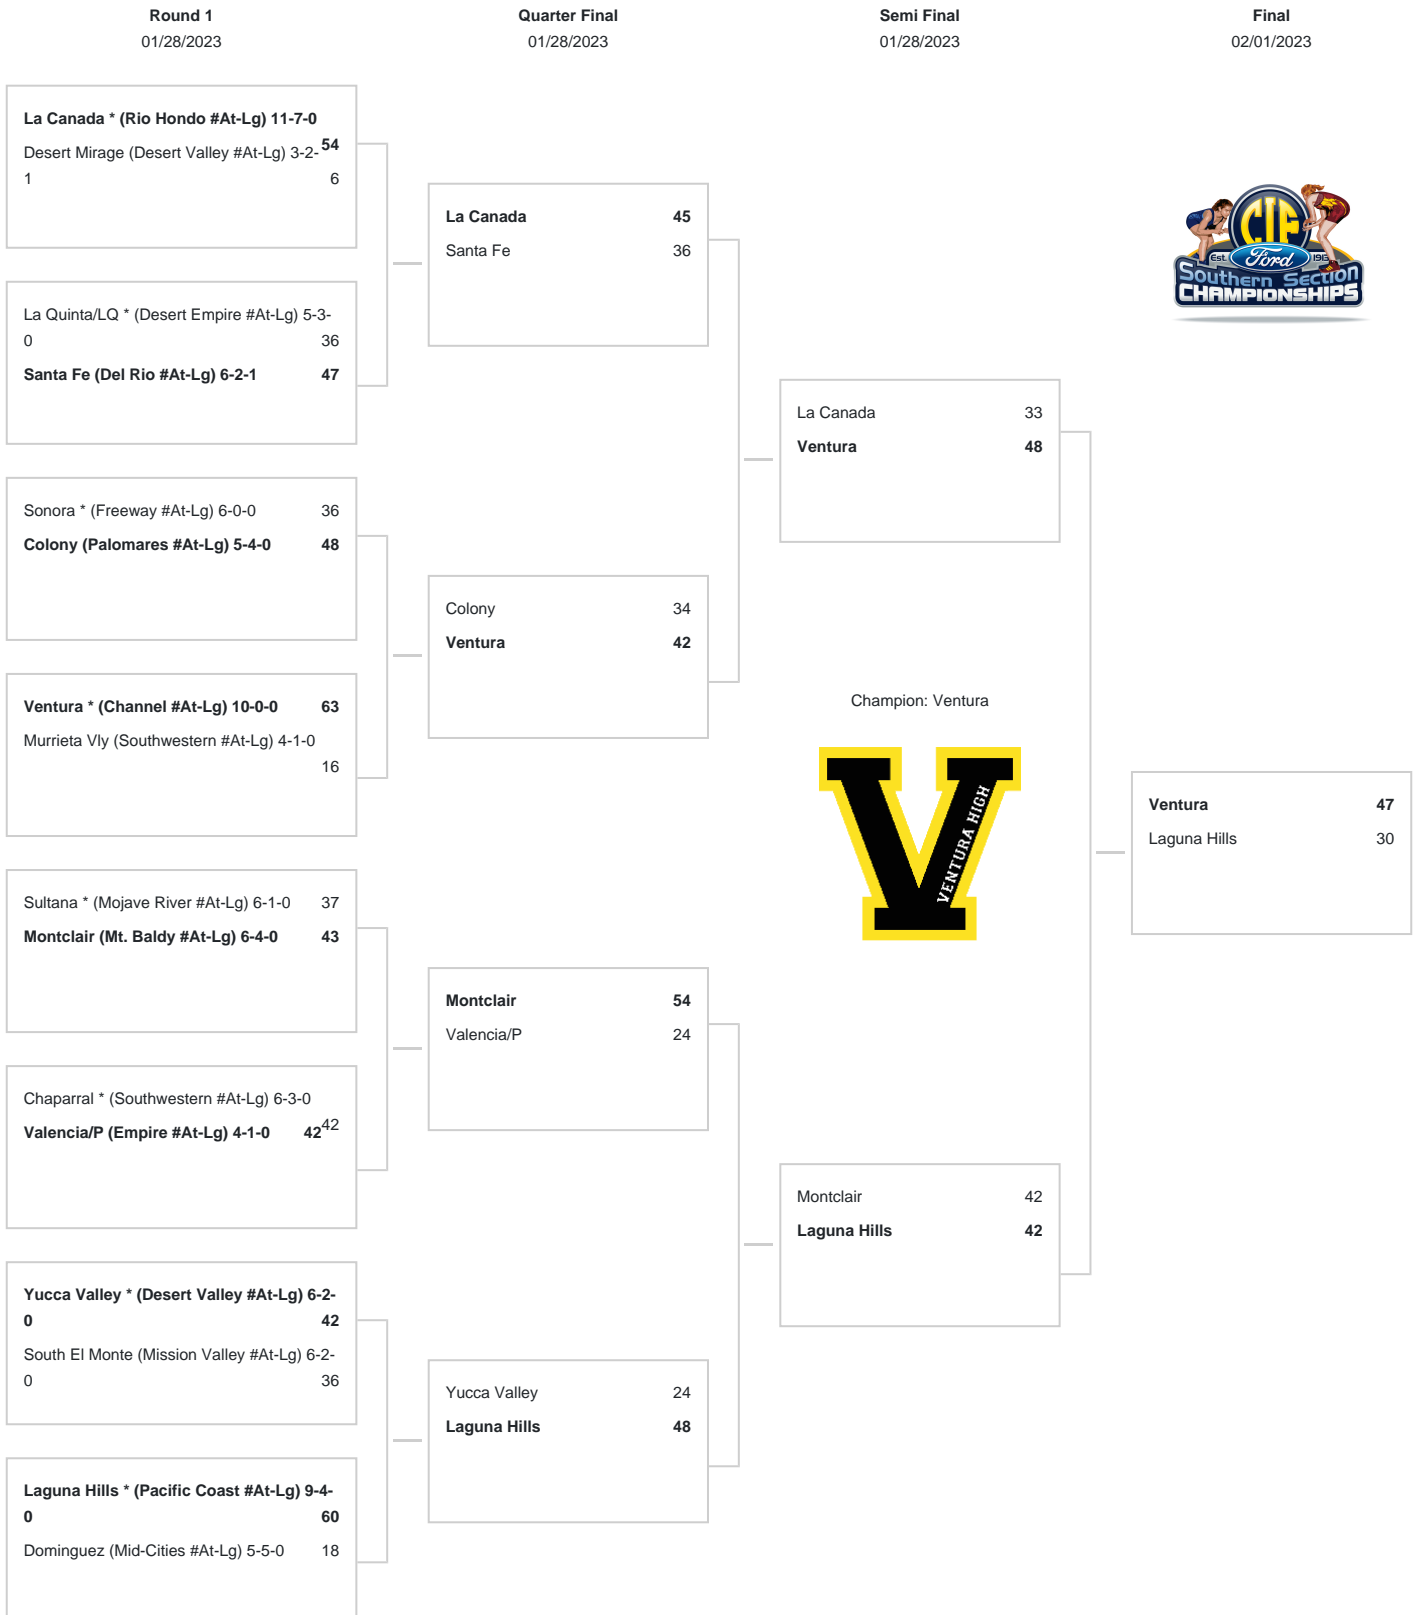 Round 1
01/28/2023
Quarter Final
01/28/2023
Semi Final
01/28/2023
Final
02/01/2023
La Canada * (Rio Hondo #At-Lg) 11-7-0
54
Desert Mirage (Desert Valley #At-Lg) 3-2-
1 6
La Quinta/LQ * (Desert Empire #At-Lg) 5-3-
0 36
Santa Fe (Del Rio #At-Lg) 6-2-1 47
Sonora * (Freeway #At-Lg) 6-0-0 36
Colony (Palomares #At-Lg) 5-4-0 48
Ventura * (Channel #At-Lg) 10-0-0 63
Murrieta Vly (Southwestern #At-Lg) 4-1-0
16
Sultana * (Mojave River #At-Lg) 6-1-0 37
Montclair (Mt. Baldy #At-Lg) 6-4-0 43
Chaparral * (Southwestern #At-Lg) 6-3-0
42
Valencia/P (Empire #At-Lg) 4-1-0 42
Yucca Valley * (Desert Valley #At-Lg) 6-2-
0 42
South El Monte (Mission Valley #At-Lg) 6-2-
0 36
Laguna Hills * (Pacific Coast #At-Lg) 9-4-
0 60
Dominguez (Mid-Cities #At-Lg) 5-5-0 18
La Canada 45
Santa Fe 36
Colony 34
Ventura 42
Montclair 54
Valencia/P 24
Yucca Valley 24
Laguna Hills 48
La Canada 33
Ventura 48
Champion: Ventura
VENTURA HIGH
V
Montclair 42
Laguna Hills 42
CIF
Est. Ford 1913
Southern Section
CHAMPIONSHIPS
Ventura 47
Laguna Hills 30